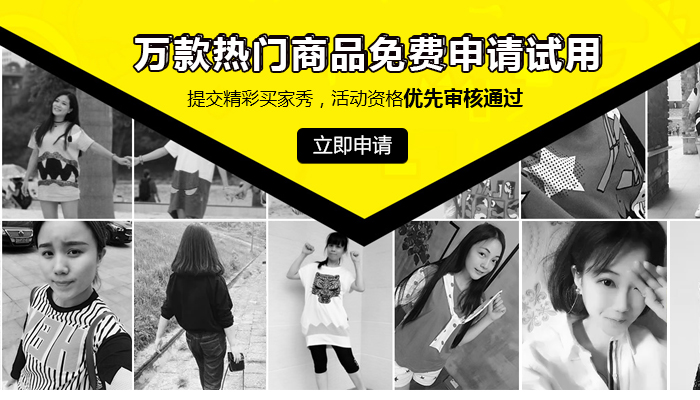 万款热门商品免费申请试用
提交精彩买家秀，活动资格优先审核通过
立即申请